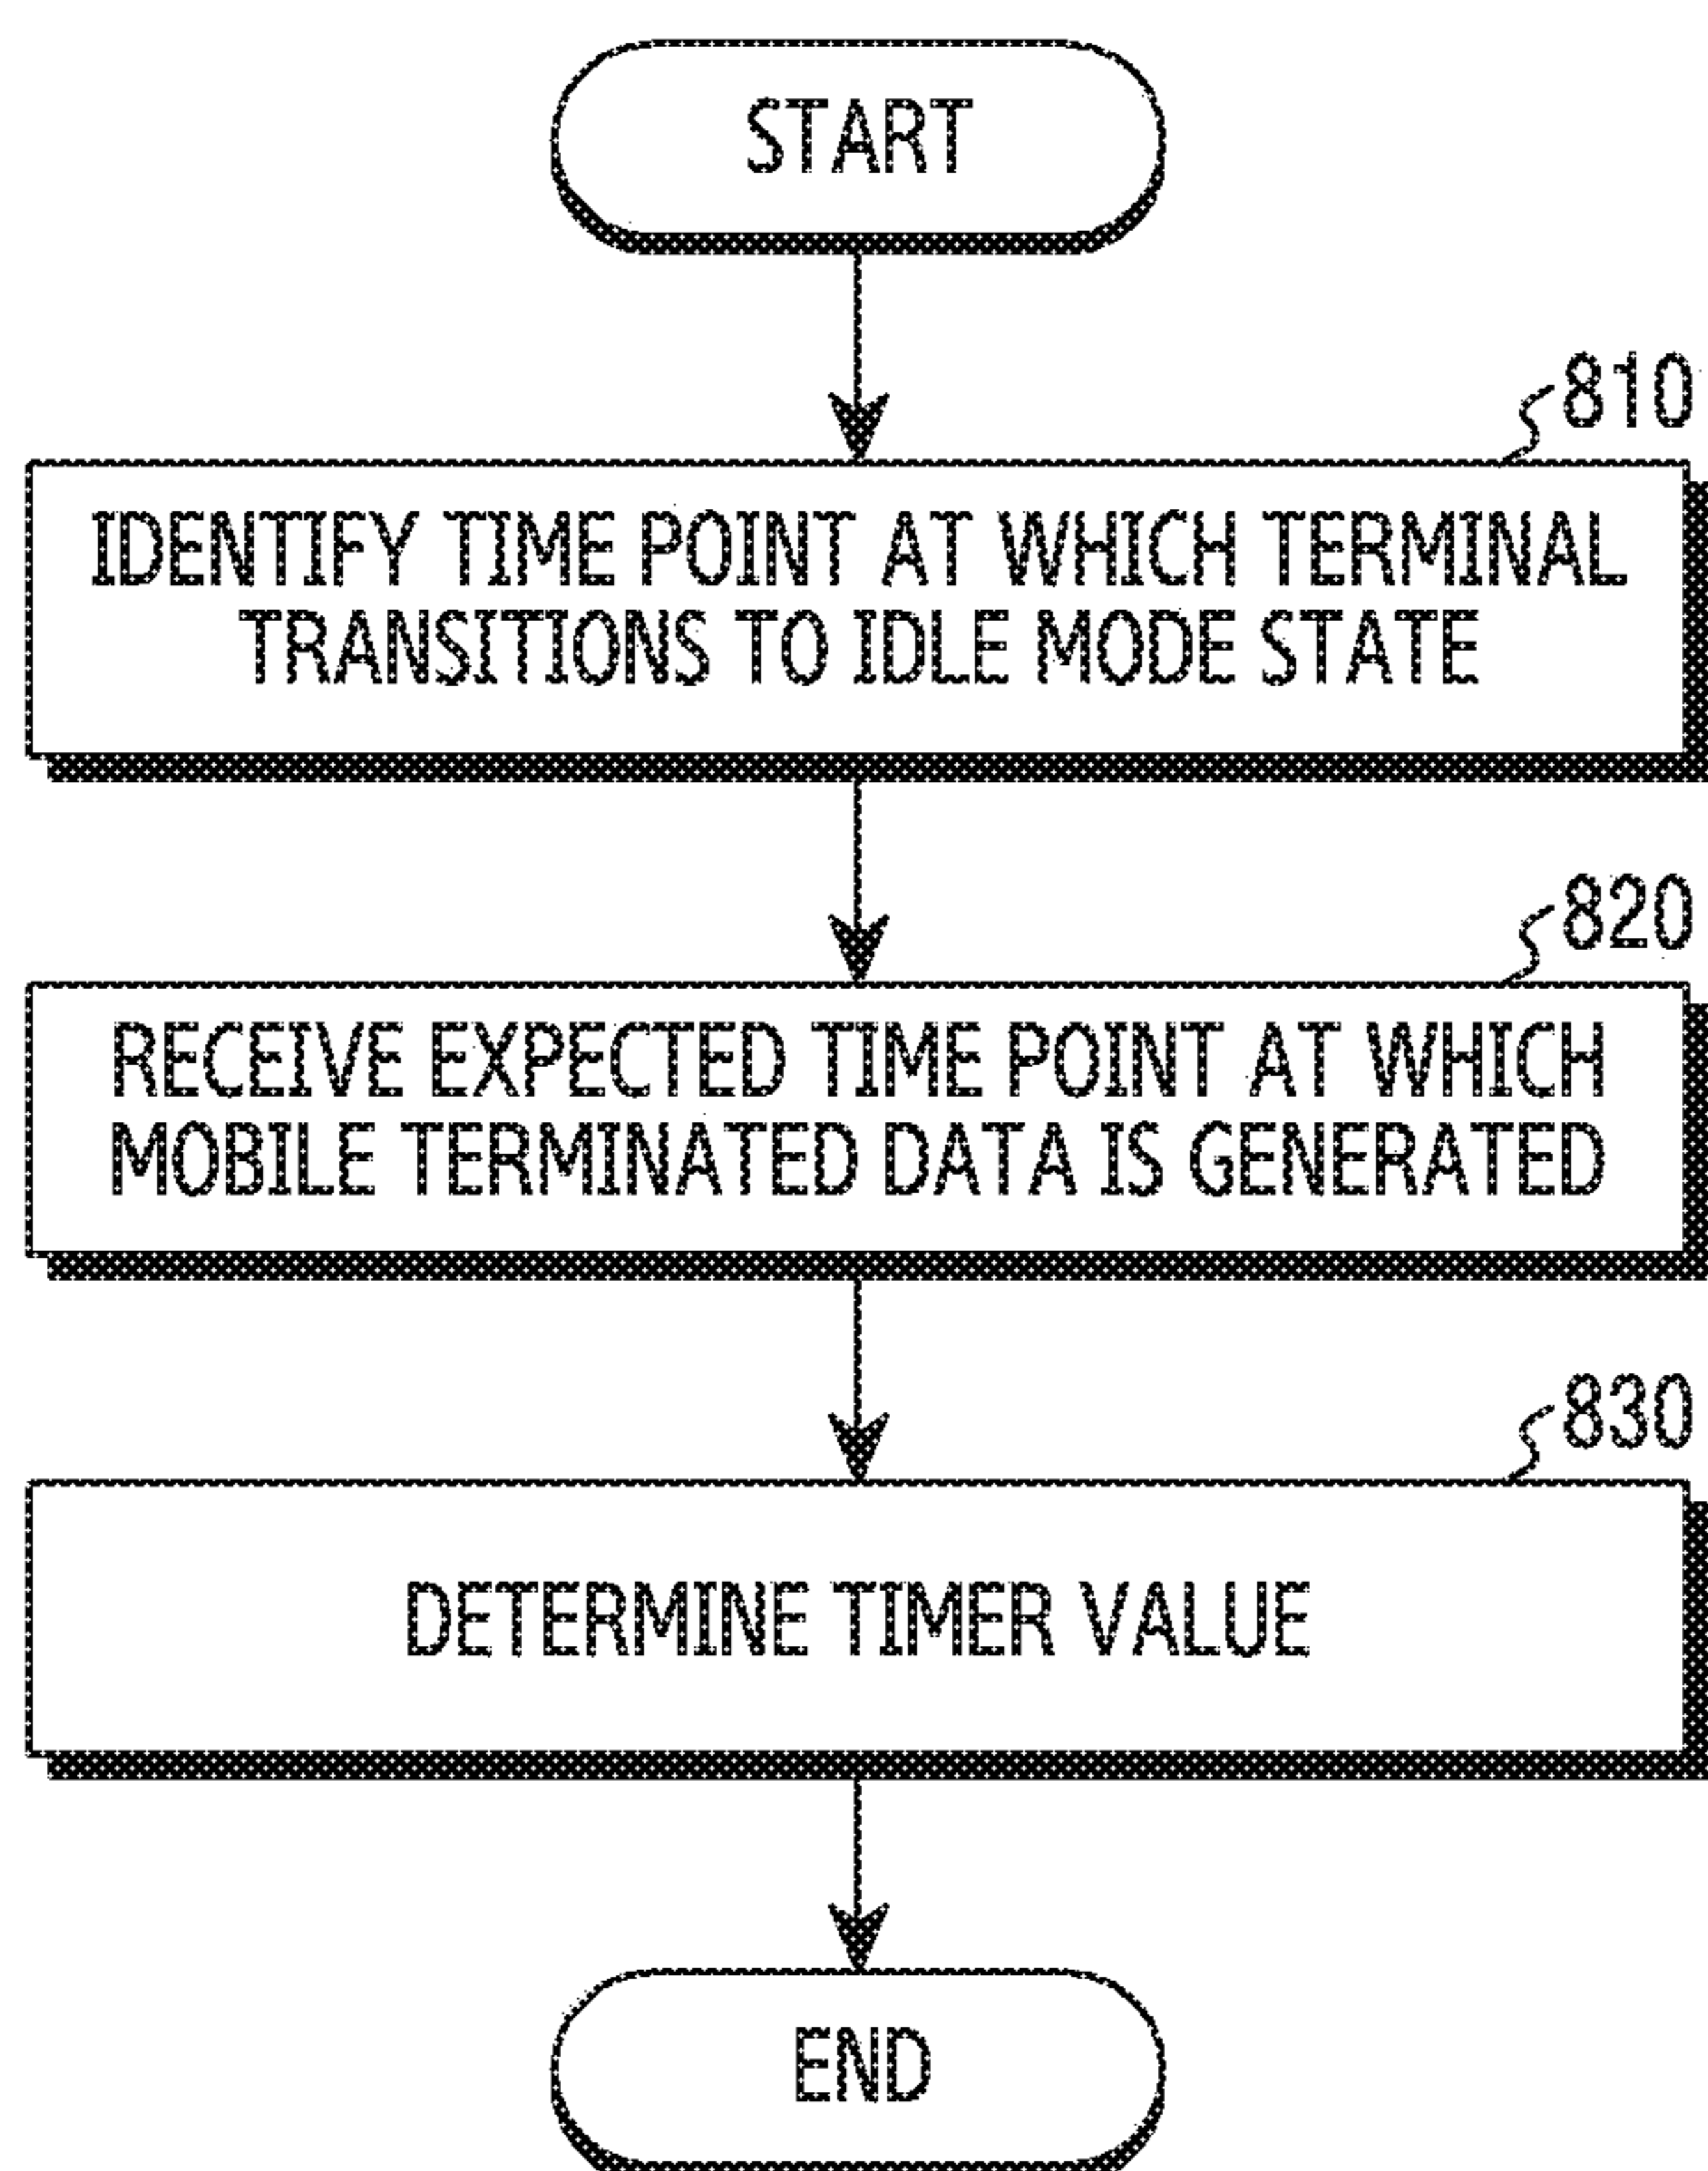 START
810
IDENTIFY TIME POINT AT WHICH TERMINAL
TRANSITIONS TO IDLE MODE STATE
820
RECEIVE EXPECTED TIME POINT AT WHICH
MOBILE TERMINATED DATA IS GENERATED
830
DETERMINE TIMER VALUE
END